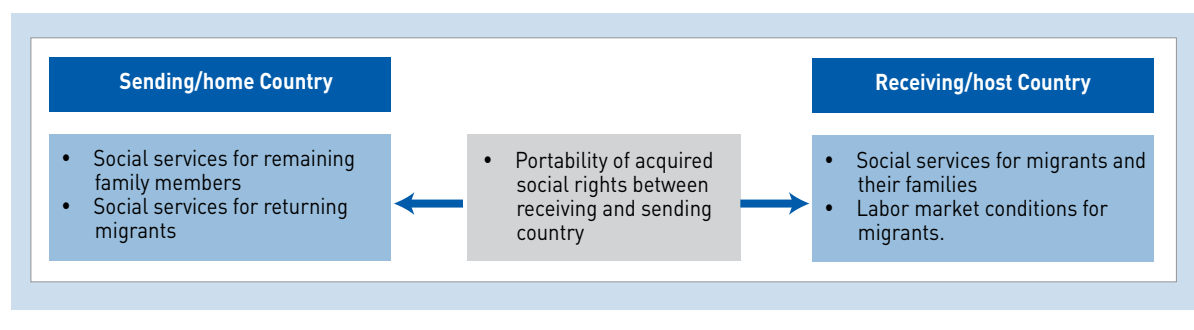 Sending/home Country
Receiving/host Country
• Social services for remaining
family members
• Social services for returning
migrants
• Portability of acquired
social rights between
receiving and sending
country
• Social services for migrants and
their families
• Labor market conditions for
migrants.